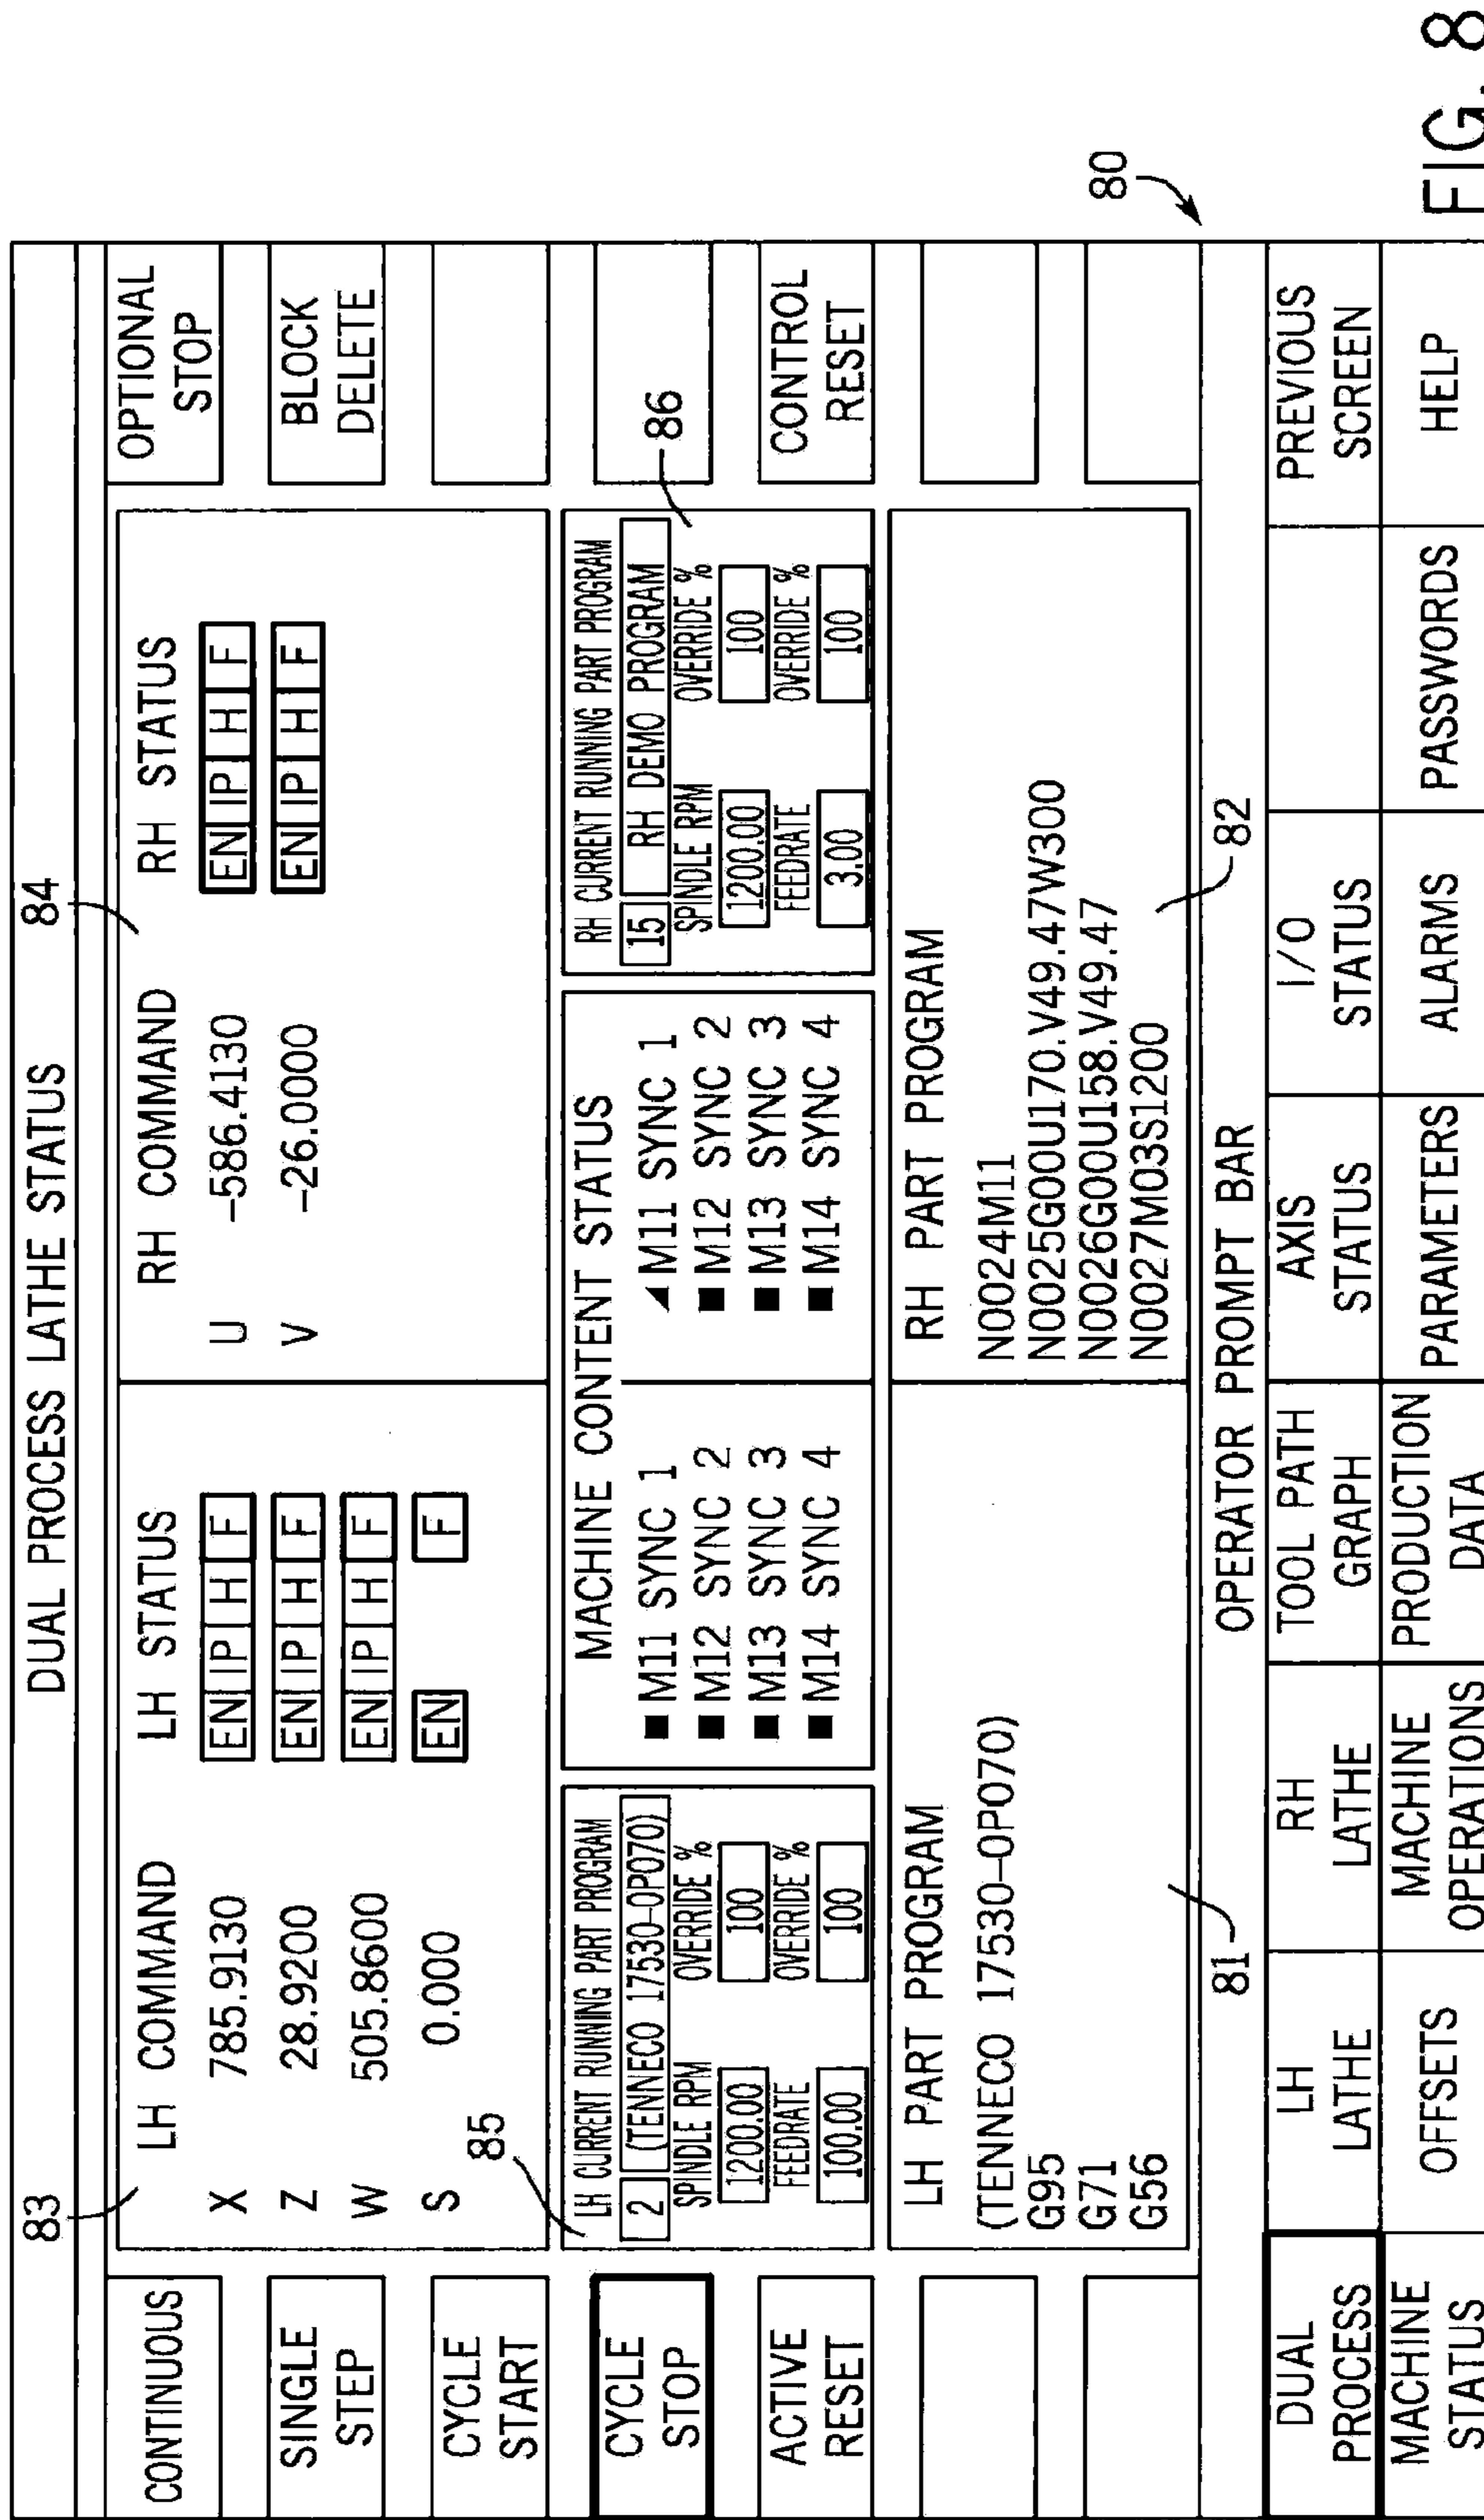 DUAL PROCESS LATHE STATUS
83
84
CONTINUOUS
SINGLE
STEP
CYCLE
START
CYCLE
STOP
ACTIVE
RESET
LH COMMAND LH STATUS
X 785.9130 EN IP H F
Z 28.9200 EN IP H F
W 505.8600 EN IP H F
S 0.000 EN F
RH COMMAND RH STATUS
U -586.4130 EN IP H F
V -26.0000 EN IP H F
OPTIONAL
STOP
BLOCK
DELETE
CONTROL
RESET
85
LH CURRENT RUNNING PART PROGRAM
2 (TENNECO 17530-OP070)
SPINDLE RPM OVERRIDE %
1200.00 100
FEEDRATE OVERRIDE %
100.00 100
MACHINE CONTENT STATUS
M11 SYNC 1 M11 SYNC 1
M12 SYNC 2 M12 SYNC 2
M13 SYNC 3 M13 SYNC 3
M14 SYNC 4 M14 SYNC 4
RH CURRENT RUNNING PART PROGRAM
15 RH DEMO PROGRAM
SPINDLE RPM OVERRIDE %
1200.00 100
FEEDRATE OVERRIDE %
3.00 100
86
LH PART PROGRAM
(TENNECO 17530-OP070)
G95
G71
G56
81
RH PART PROGRAM
N0024M11
N0025G00U170.V49.47W300
N0026G00U158.V49.47
N0027M03S1200
82
80
OPERATOR PROMPT BAR
DUAL
PROCESS
LH
LATHE
RH
LATHE
TOOL PATH
GRAPH
AXIS
STATUS
I/O
STATUS
PREVIOUS
SCREEN
MACHINE
STATUS
OFFSETS
MACHINE
OPERATIONS
PRODUCTION
DATA
PARAMETERS
ALARMS
PASSWORDS
HELP
FIG. 8